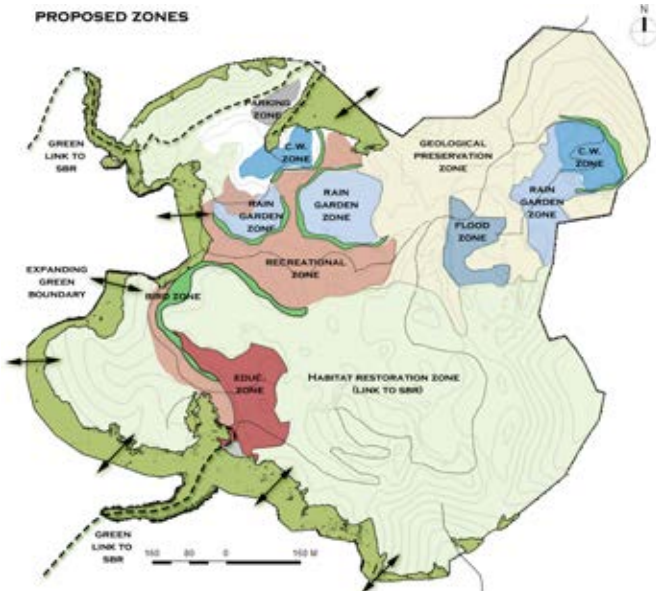 PROPOSED ZONES
N
PARKING
ZONE
GREEN
LINK TO
SBR
C.W.
ZONE
GEOLOGICAL
PRESERVATION
ZONE
C.W.
ZONE
RAIN
GARDEN
ZONE
RAIN
GARDEN
ZONE
RAIN
GARDEN
ZONE
FLOOD
ZONE
RECREATIONAL
ZONE
EXPANDING
GREEN
BOUNDARY
BIRD ZONE
EDUC.
ZONE
HABITAT RESTORATION ZONE
(LINK TO SBR)
GREEN
LINK TO
SBR
160 80 0 160 M